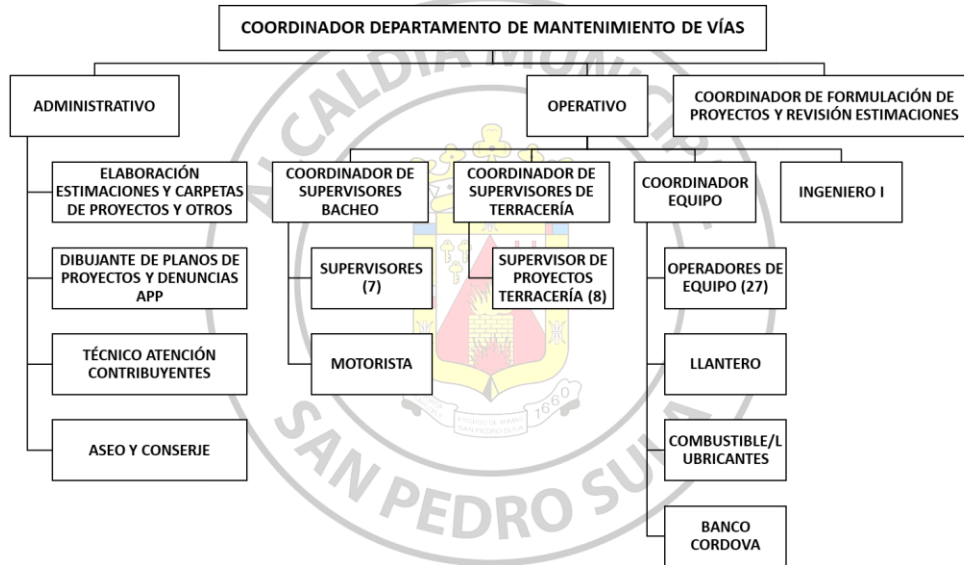 COORDINADOR DEPARTAMENTO DE MANTENIMIENTO DE VÍAS
ADMINISTRATIVO
OPERATIVO
COORDINADOR DE FORMULACIÓN DE
PROYECTOS Y REVISIÓN ESTIMACIONES
ELABORACIÓN
ESTIMACIONES Y CARPETAS
DE PROYECTOS Y OTROS
DIBUJANTE DE PLANOS DE
PROYECTOS Y DENUNCIAS
APP
TÉCNICO ATENCIÓN
CONTRIBUYENTES
ASEO Y CONSERJE
COORDINADOR DE
SUPERVISORES
BACHEO
SUPERVISORES
(7)
MOTORISTA
COORDINADOR DE
SUPERVISORES DE
TERRACERÍA
SUPERVISOR DE
PROYECTOS
TERRACERÍA (8)
COORDINADOR
EQUIPO
OPERADORES DE
EQUIPO (27)
LLANTERO
COMBUSTIBLE/L
UBRICANTES
BANCO
CORDOVA
INGENIERO I
ALCALDIA MUNICIPAL
SAN PEDRO SULA
1660